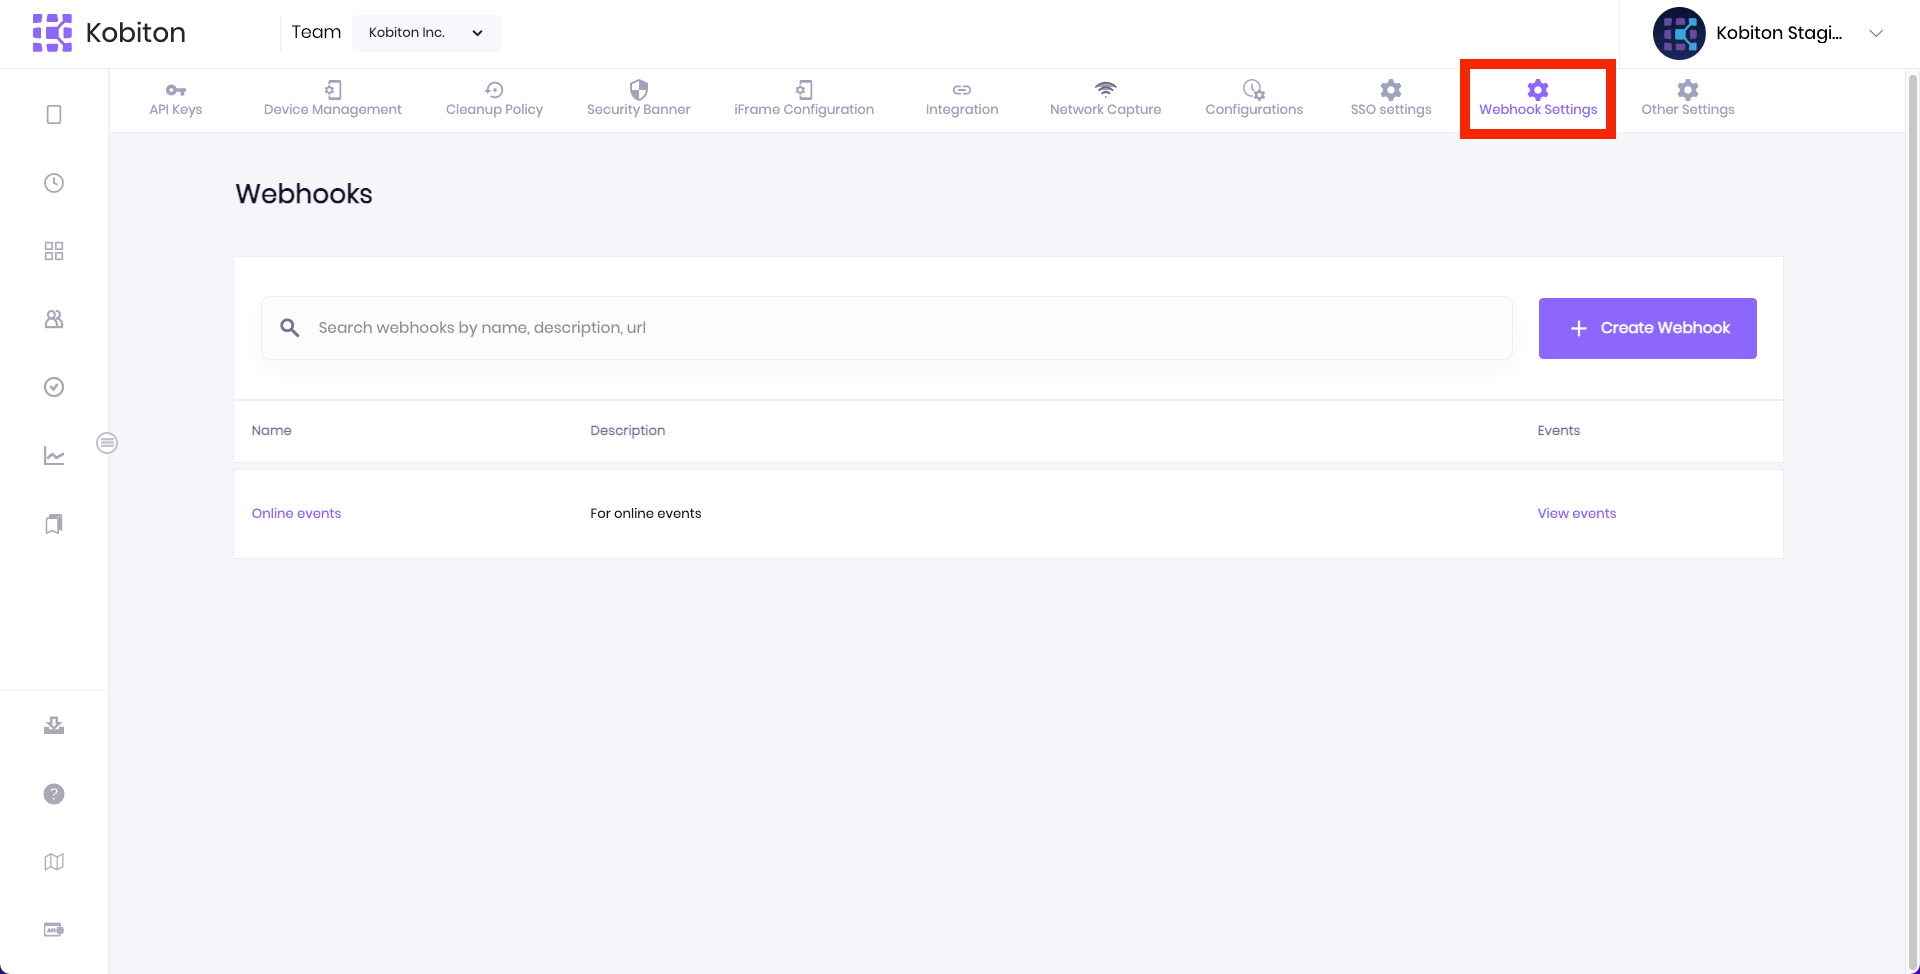 Kobiton
Team
Kobiton Inc.
Kobiton Stagi...
API Keys
Device Management
Cleanup Policy
Security Banner
iFrame Configuration
Integration
Network Capture
Configurations
SSO settings
Webhook Settings
Other Settings
Webhooks
Search webhooks by name, description, url
Create Webhook
Name
Description
Events
Online events
For online events
View events
?
API